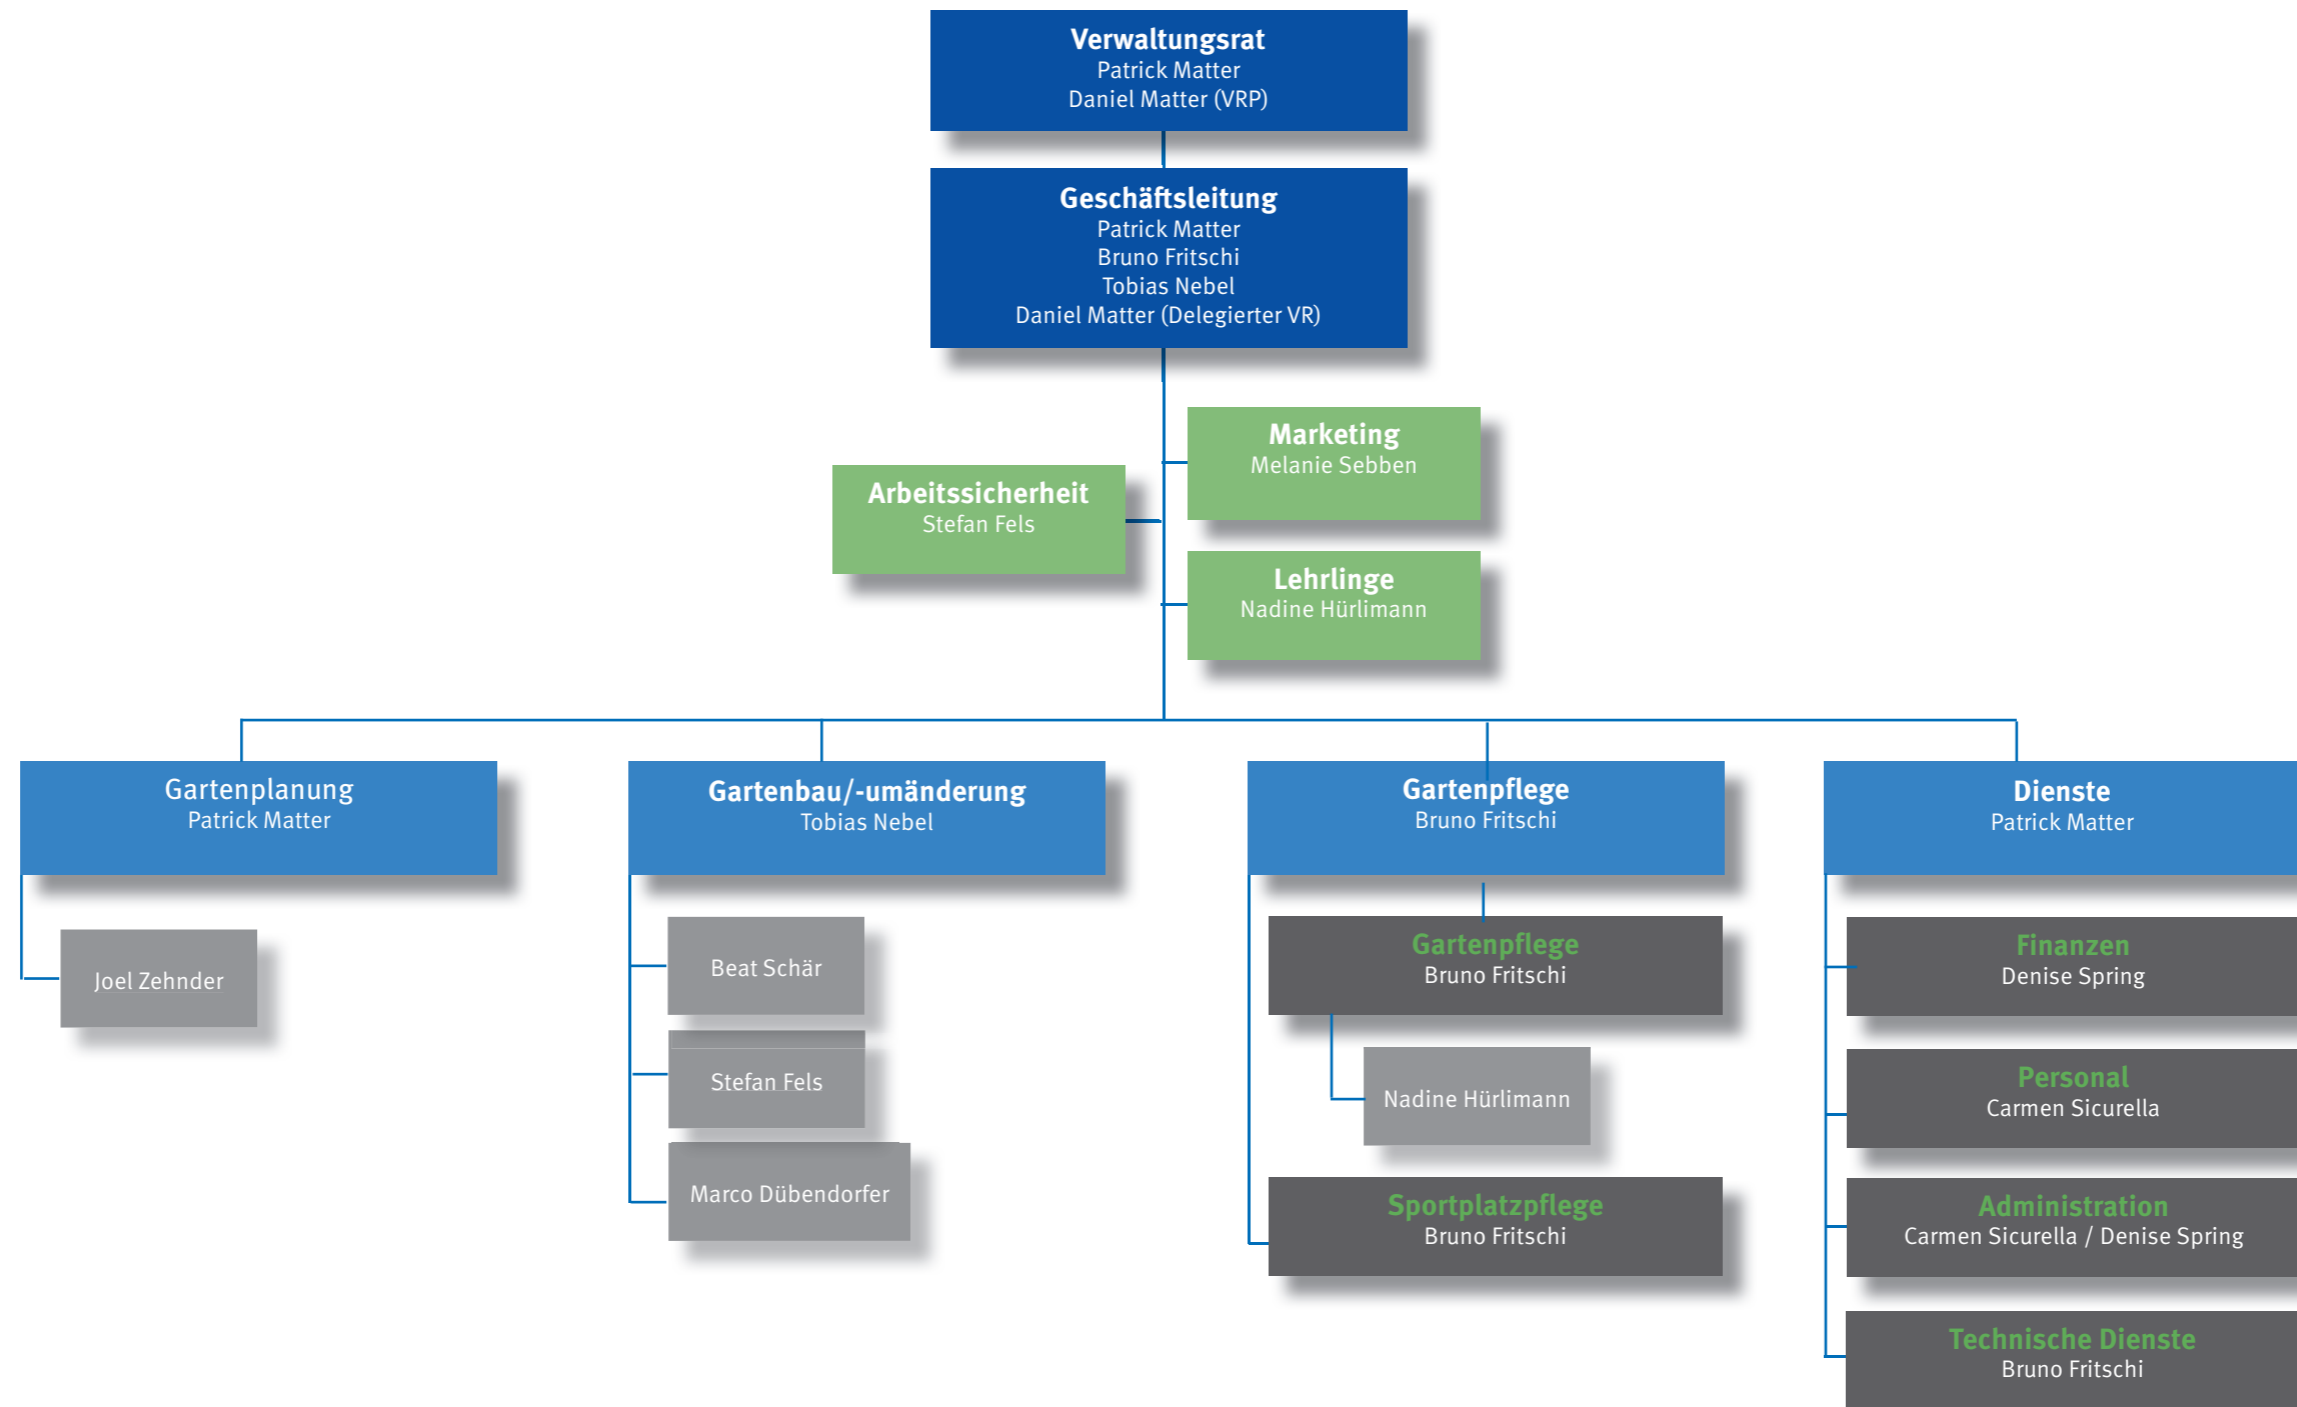 Verwaltungsrat
Patrick Matter
Daniel Matter (VRP)
Geschäftsleitung
Patrick Matter
Bruno Fritschi
Tobias Nebel
Daniel Matter (Delegierter VR)
Marketing
Melanie Sebben
Arbeitssicherheit
Stefan Fels
Lehrlinge
Nadine Hürlimann
Gartenplanung
Patrick Matter
Joel Zehnder
Gartenbau/-umänderung
Tobias Nebel
Beat Schär
Stefan Fels
Marco Dübendorfer
Gartenpflege
Bruno Fritschi
Gartenpflege
Bruno Fritschi
Nadine Hürlimann
Sportplatzpflege
Bruno Fritschi
Dienste
Patrick Matter
Finanzen
Denise Spring
Personal
Carmen Sicurella
Administration
Carmen Sicurella / Denise Spring
Technische Dienste
Bruno Fritschi